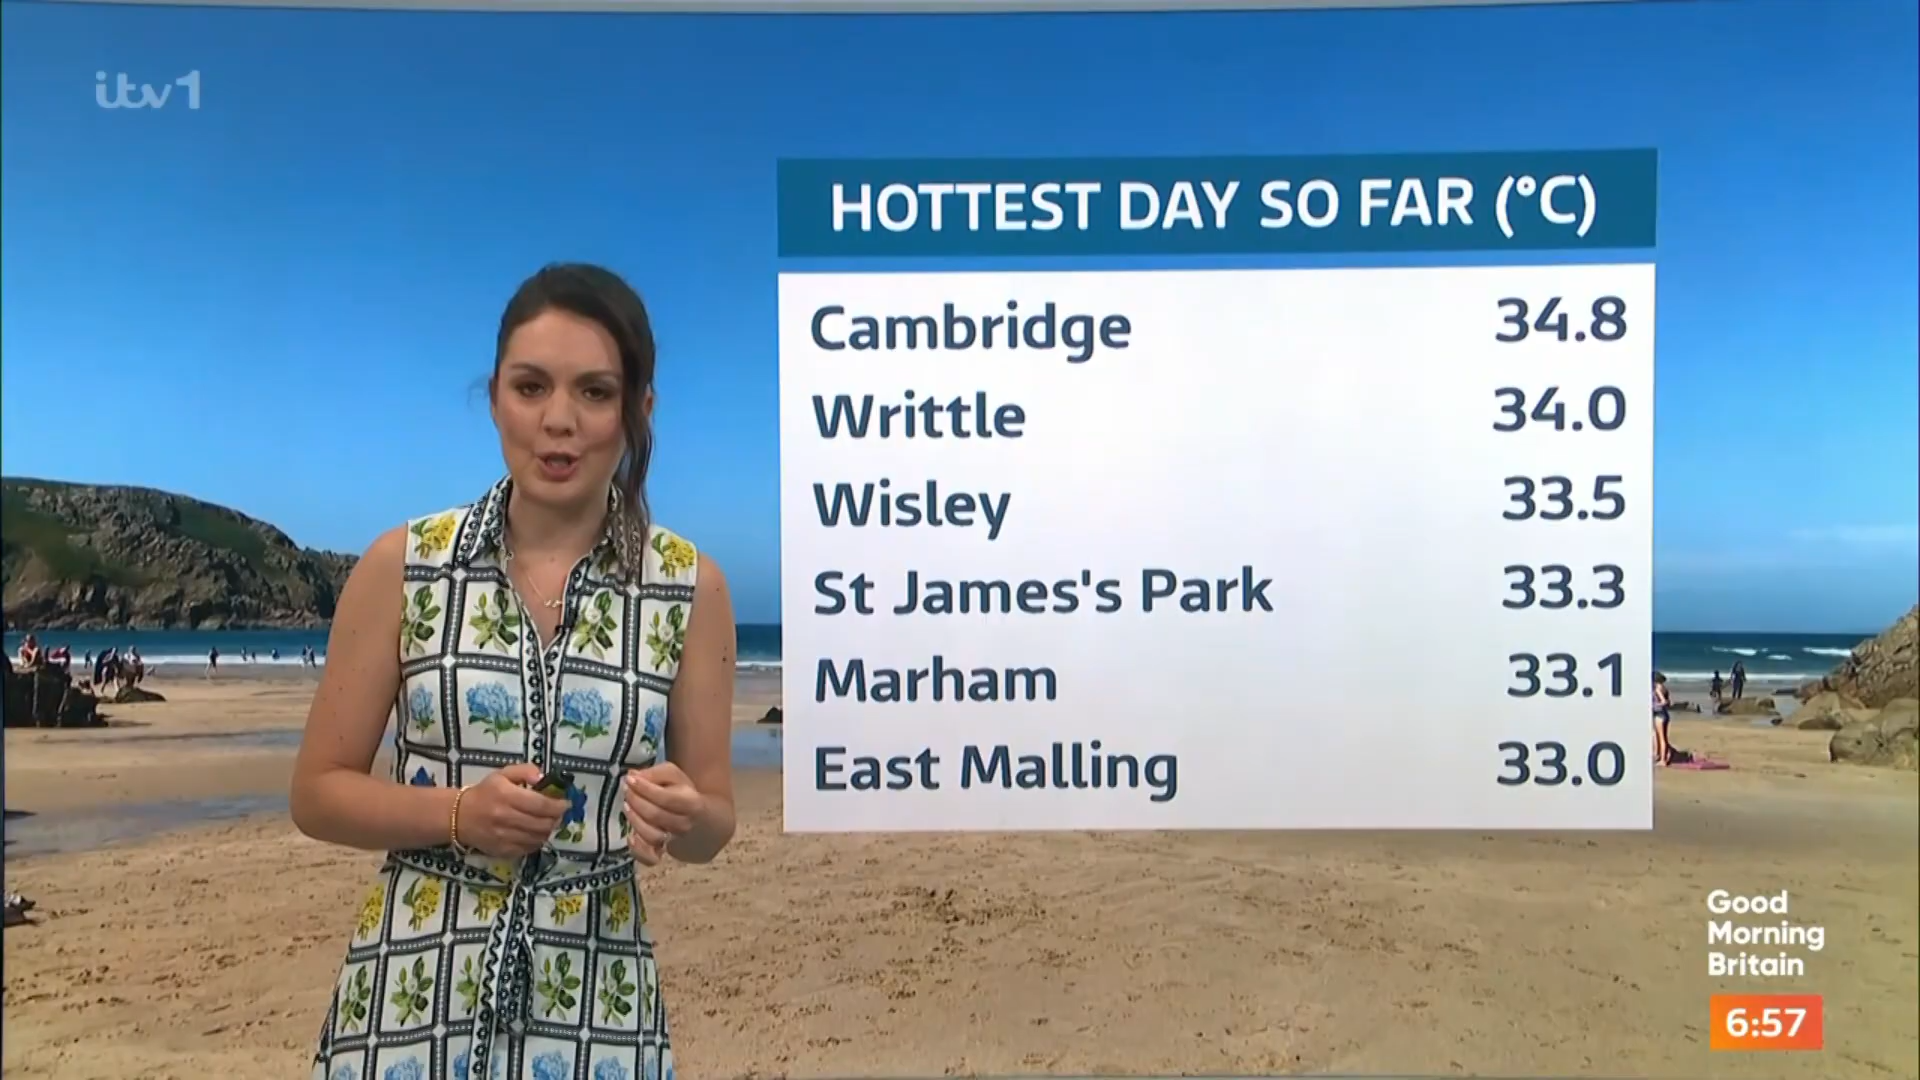 itv1
HOTTEST DAY SO FAR (°C)
Cambridge 34.8
Writtle 34.0
Wisley 33.5
St James's Park 33.3
Marham 33.1
East Malling 33.0
Good
Morning
Britain
6:57